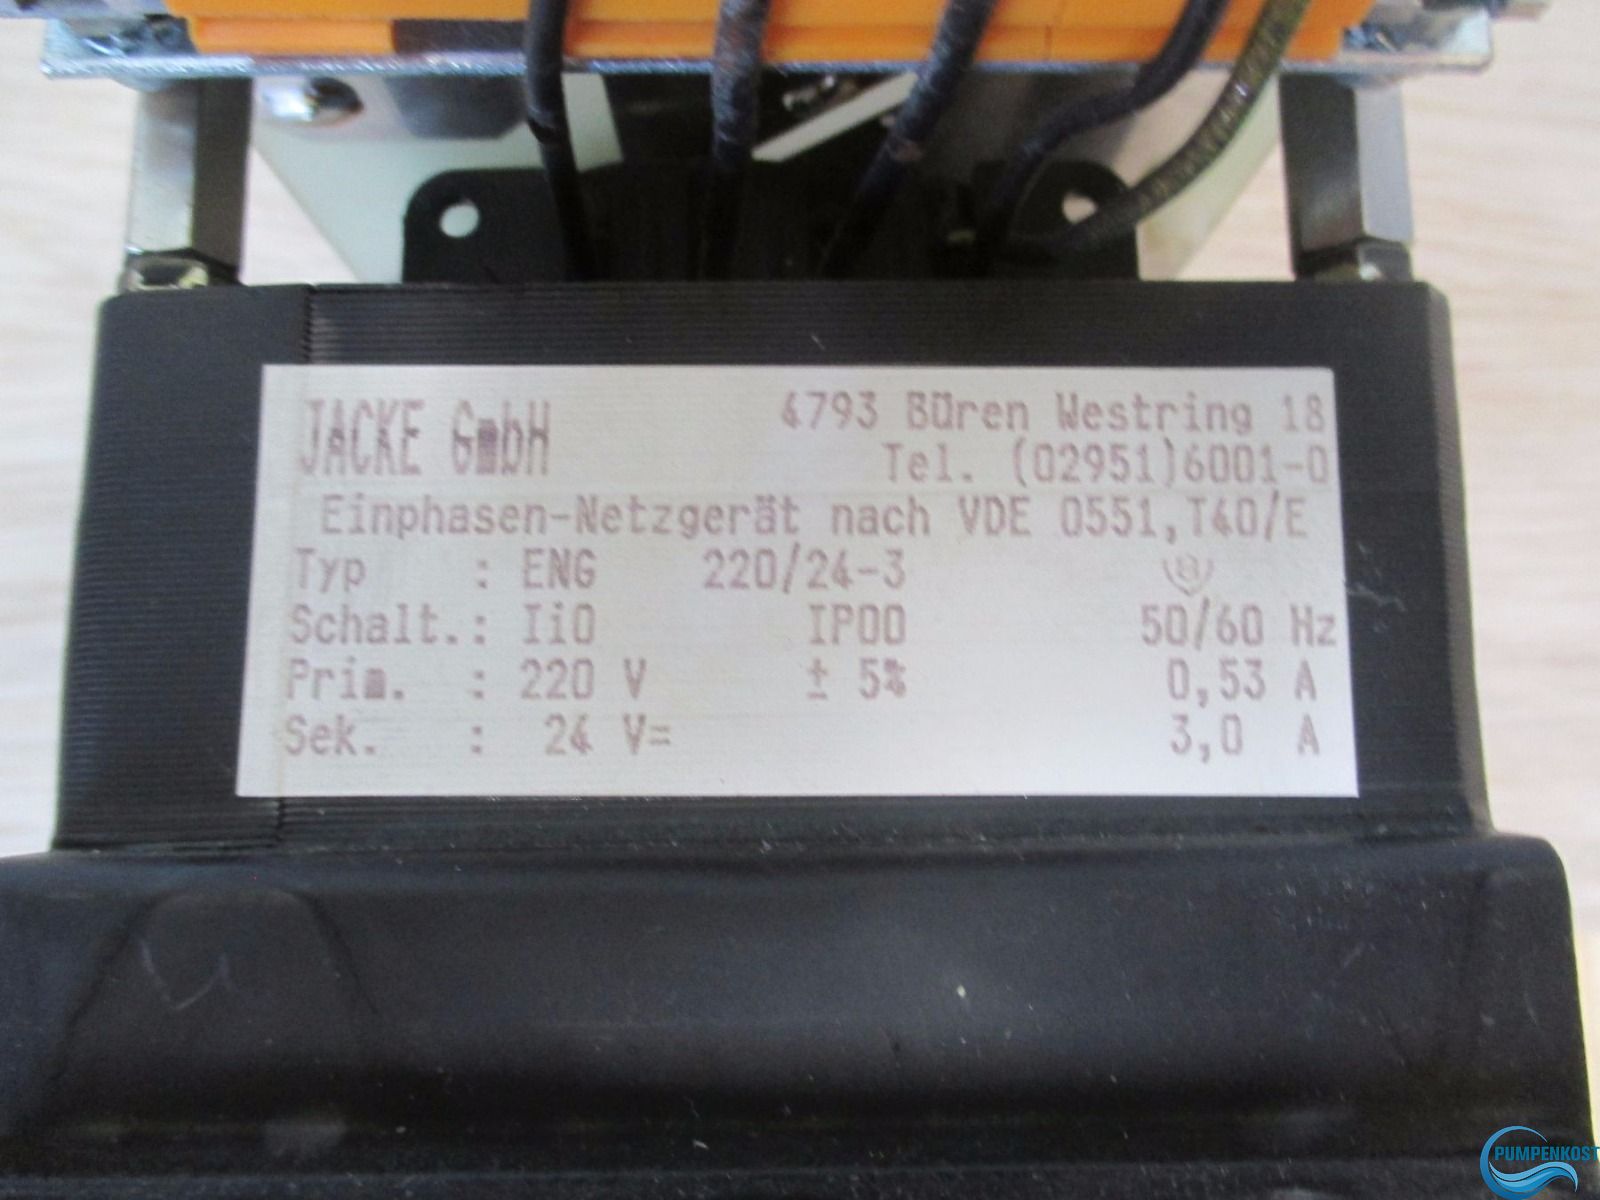 JACKE GmbH 4793 Büren Westring 18
Tel. (02951)6001-0
Einphasen-Netzgerät nach VDE 0551,T40/E
Typ : ENG 220/24-3
Schalt.: Ii0 IP00 50/60 Hz
Prim. : 220 V ± 5% 0,53 A
Sek. : 24 V= 3,0 A
PUMPENKOST